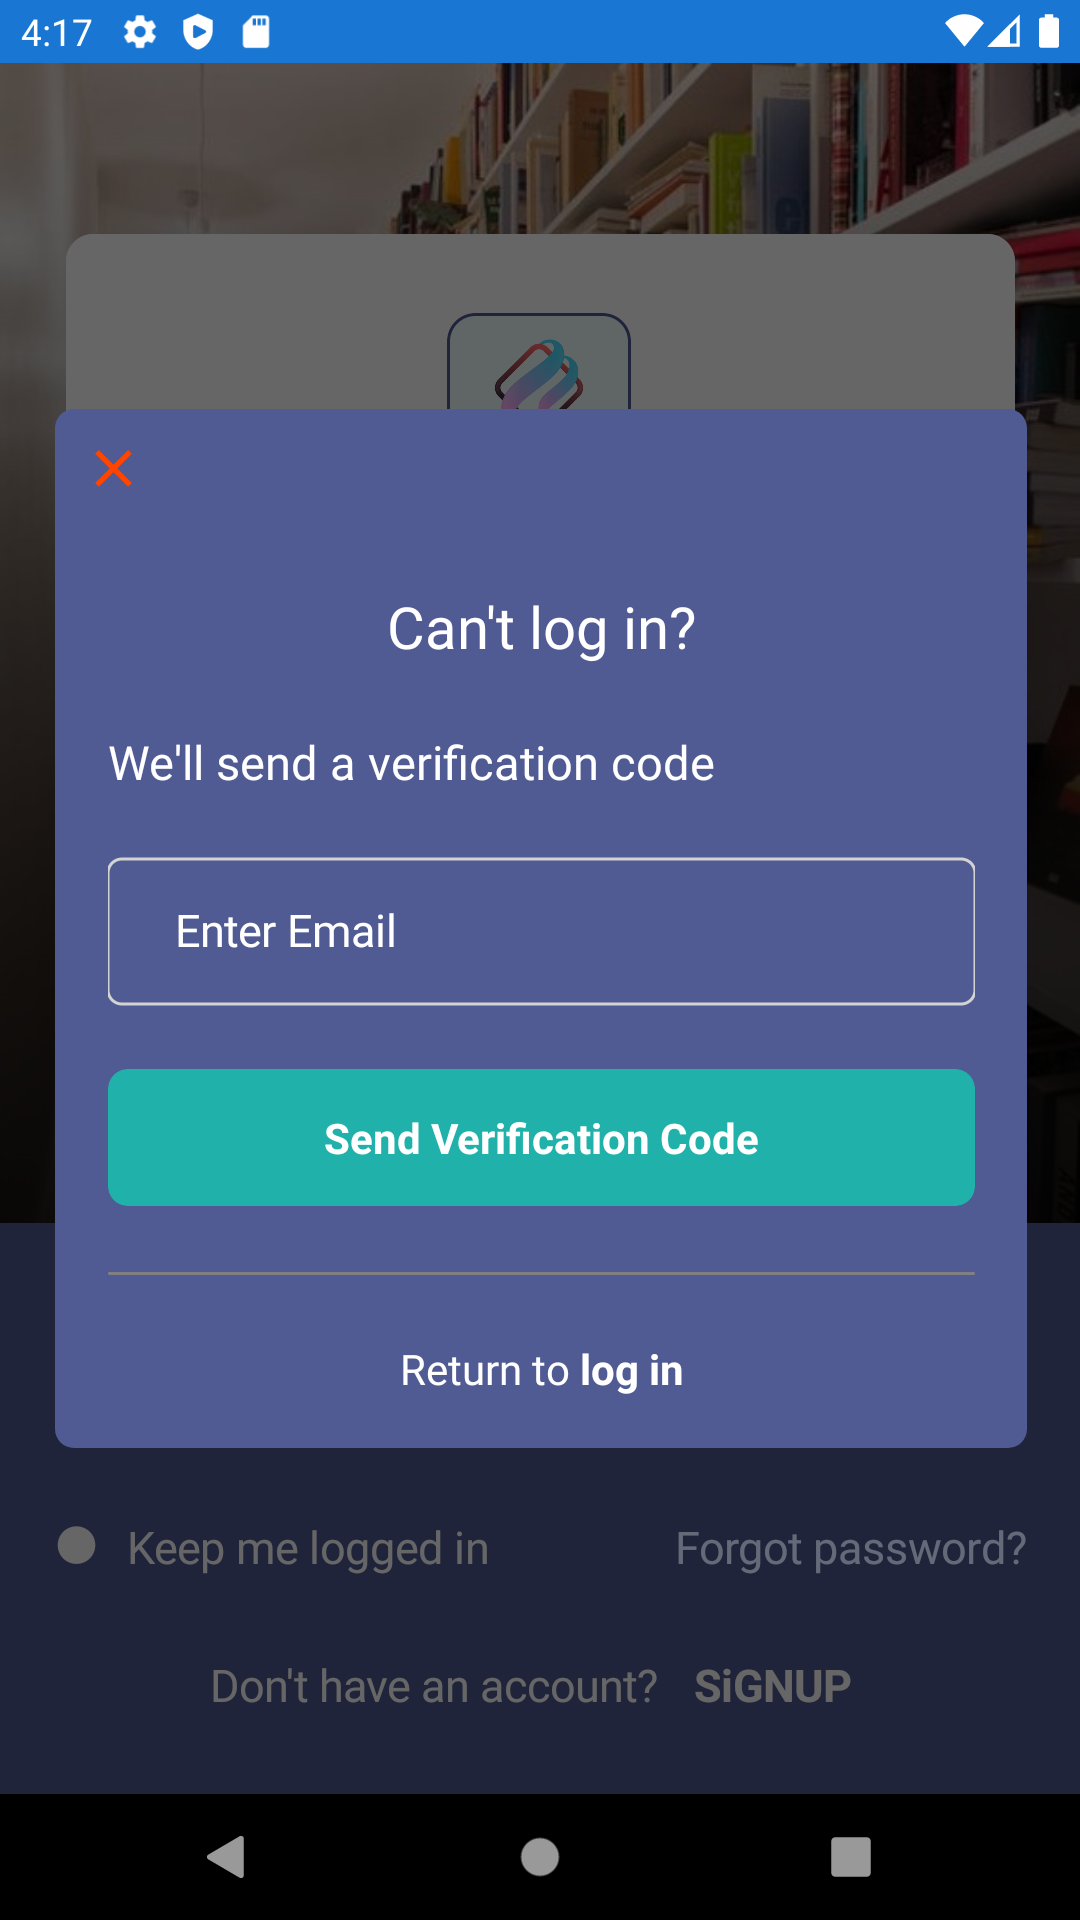 4:17
Can't log in?
We'll send a verification code
Enter Email
Send Verification Code
Return to log in
Keep me logged in
Forgot password?
Don't have an account? SiGNUP